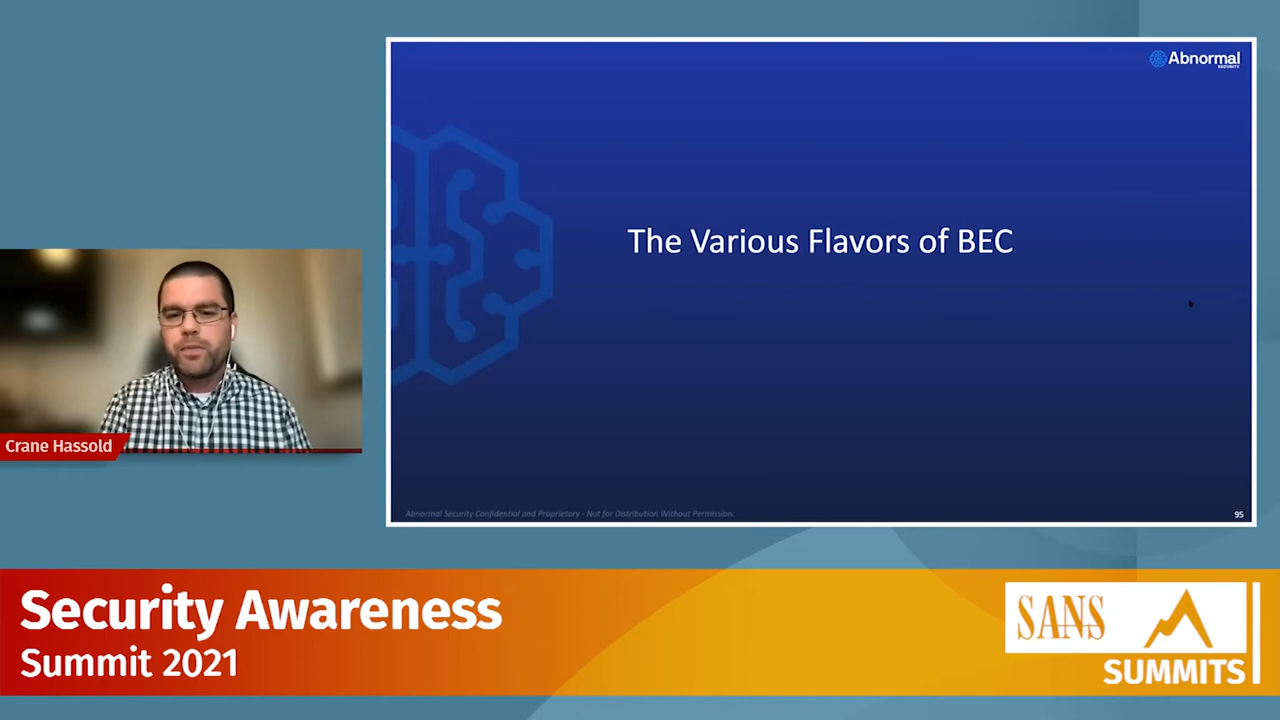 Abnormal
SECURITY
The Various Flavors of BEC
Crane Hassold
Abnormal Security Confidential and Proprietary - Not for Distribution Without Permission.
95
Security Awareness
Summit 2021
SANS
SUMMITS